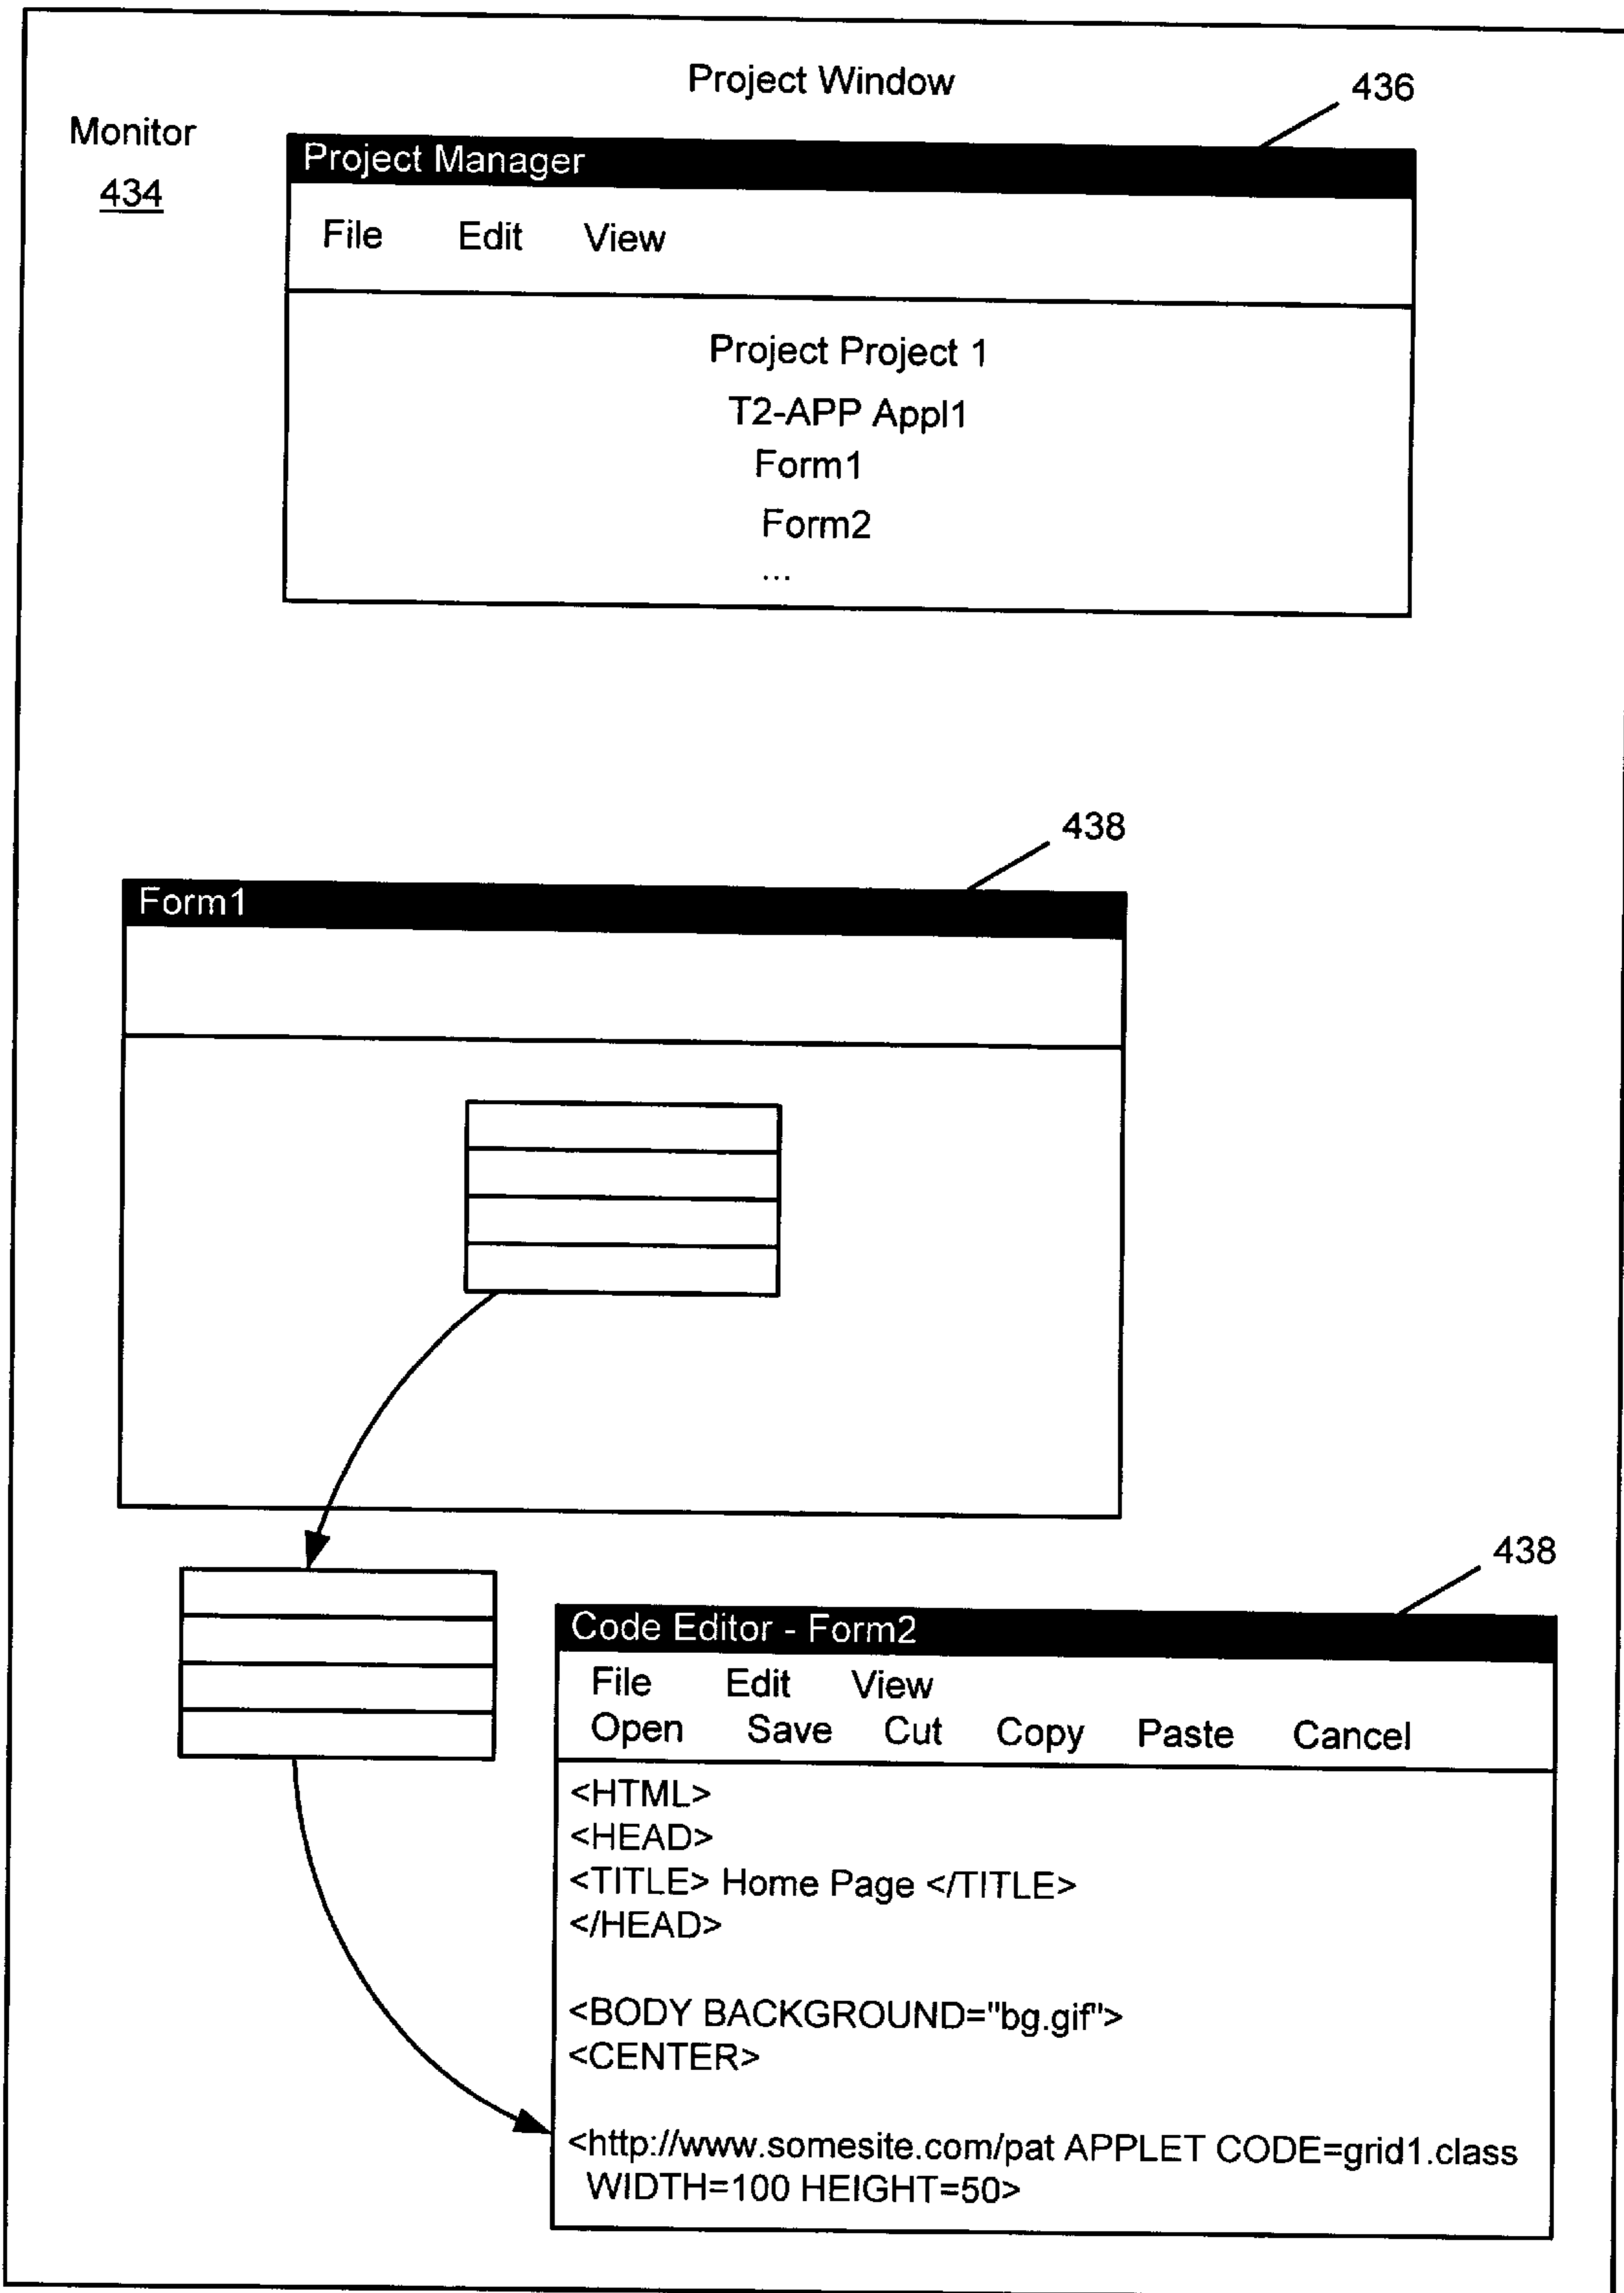 Project Window
436
Monitor
434
Project Manager
File Edit View
Project Project 1
T2-APP Appl1
Form1
Form2
...
438
Form1
438
Code Editor - Form2
File Edit View
Open Save Cut Copy Paste Cancel
<HTML>
<HEAD>
<TITLE> Home Page </TITLE>
</HEAD>
<BODY BACKGROUND="bg.gif">
<CENTER>
<http://www.somesite.com/pat APPLET CODE=grid1.class
WIDTH=100 HEIGHT=50>